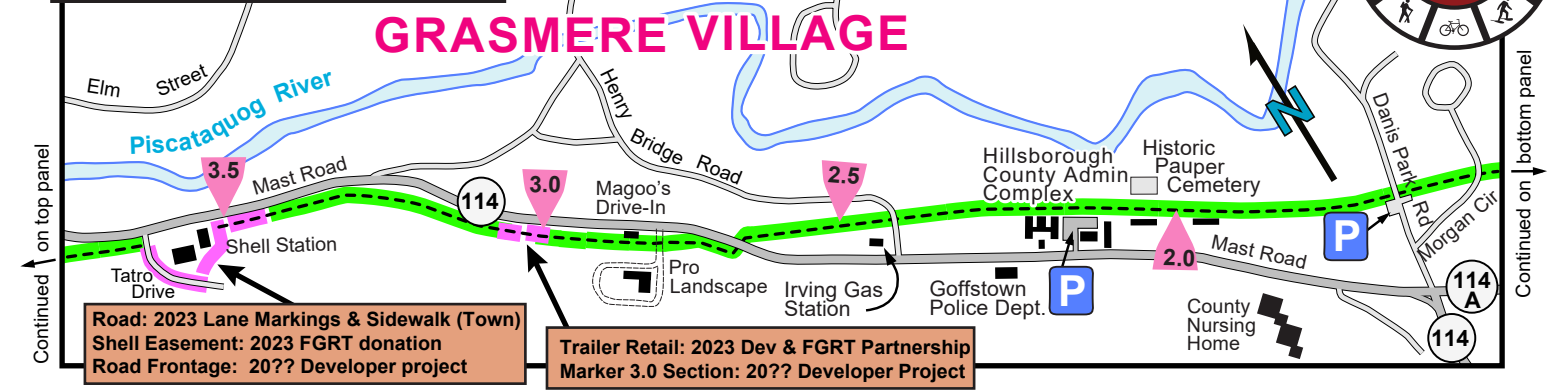 GRASMERE VILLAGE
Elm Street
Piscataquog River
Henry Bridge Road
N
Danis Park Rd
Morgan Cir
Continued on top panel
Continued on bottom panel
3.5
Mast Road
114
3.0
Magoo's
Drive-In
2.5
Hillsborough
County Admin
Complex
Historic
Pauper
Cemetery
P
2.0
Mast Road
Shell Station
Tatro
Drive
Pro
Landscape
Irving Gas
Station
Goffstown
Police Dept.
P
County
Nursing
Home
114
A
114
Road: 2023 Lane Markings & Sidewalk (Town)
Shell Easement: 2023 FGRT donation
Road Frontage: 20?? Developer project
Trailer Retail: 2023 Dev & FGRT Partnership
Marker 3.0 Section: 20?? Developer Project